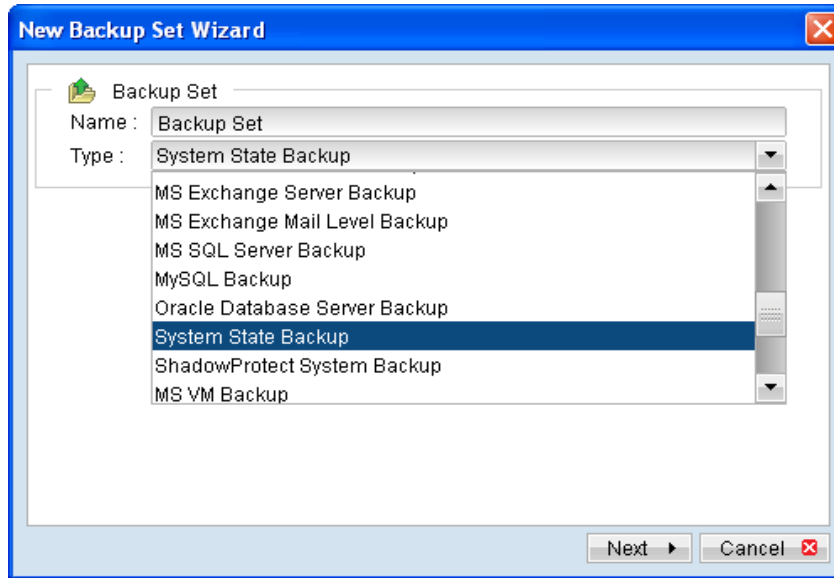 New Backup Set Wizard
Backup Set
Name : Backup Set
Type : System State Backup
MS Exchange Server Backup
MS Exchange Mail Level Backup
MS SQL Server Backup
MySQL Backup
Oracle Database Server Backup
System State Backup
ShadowProtect System Backup
MS VM Backup
Next Cancel